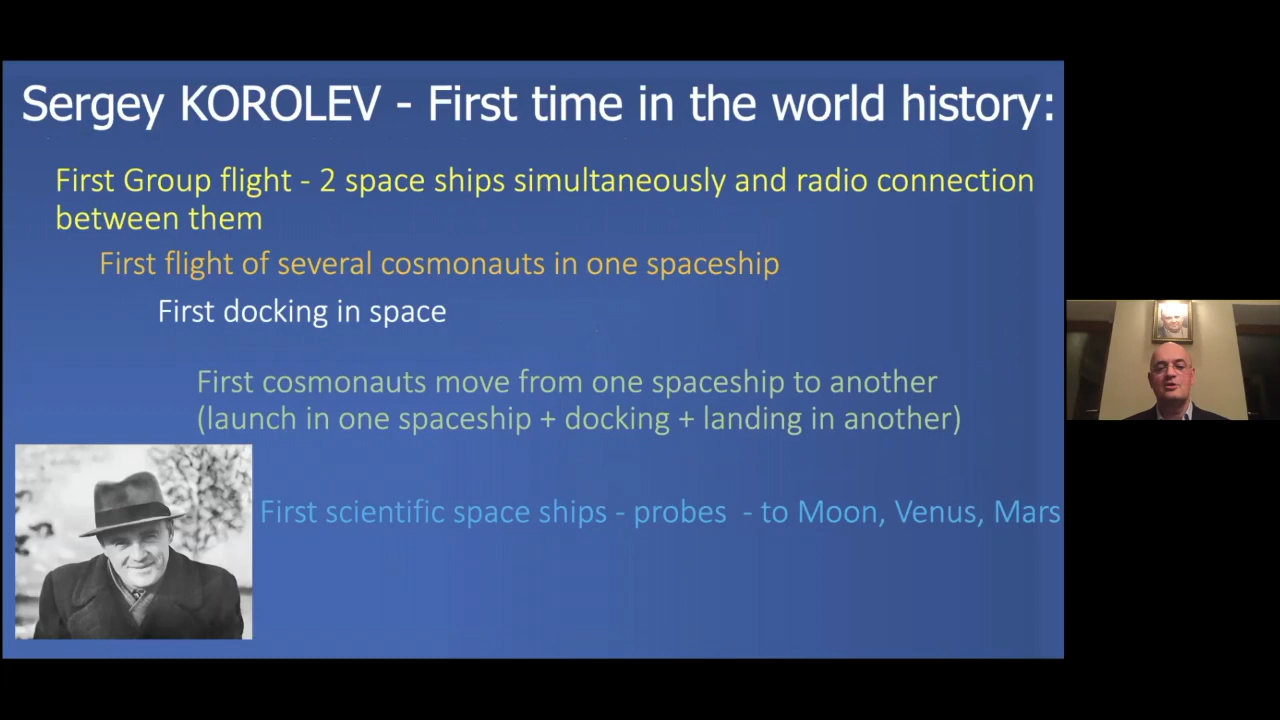 Sergey KOROLEV - First time in the world history:
First Group flight - 2 space ships simultaneously and radio connection
between them
First flight of several cosmonauts in one spaceship
First docking in space
First cosmonauts move from one spaceship to another
(launch in one spaceship + docking + landing in another)
First scientific space ships - probes  - to Moon, Venus, Mars